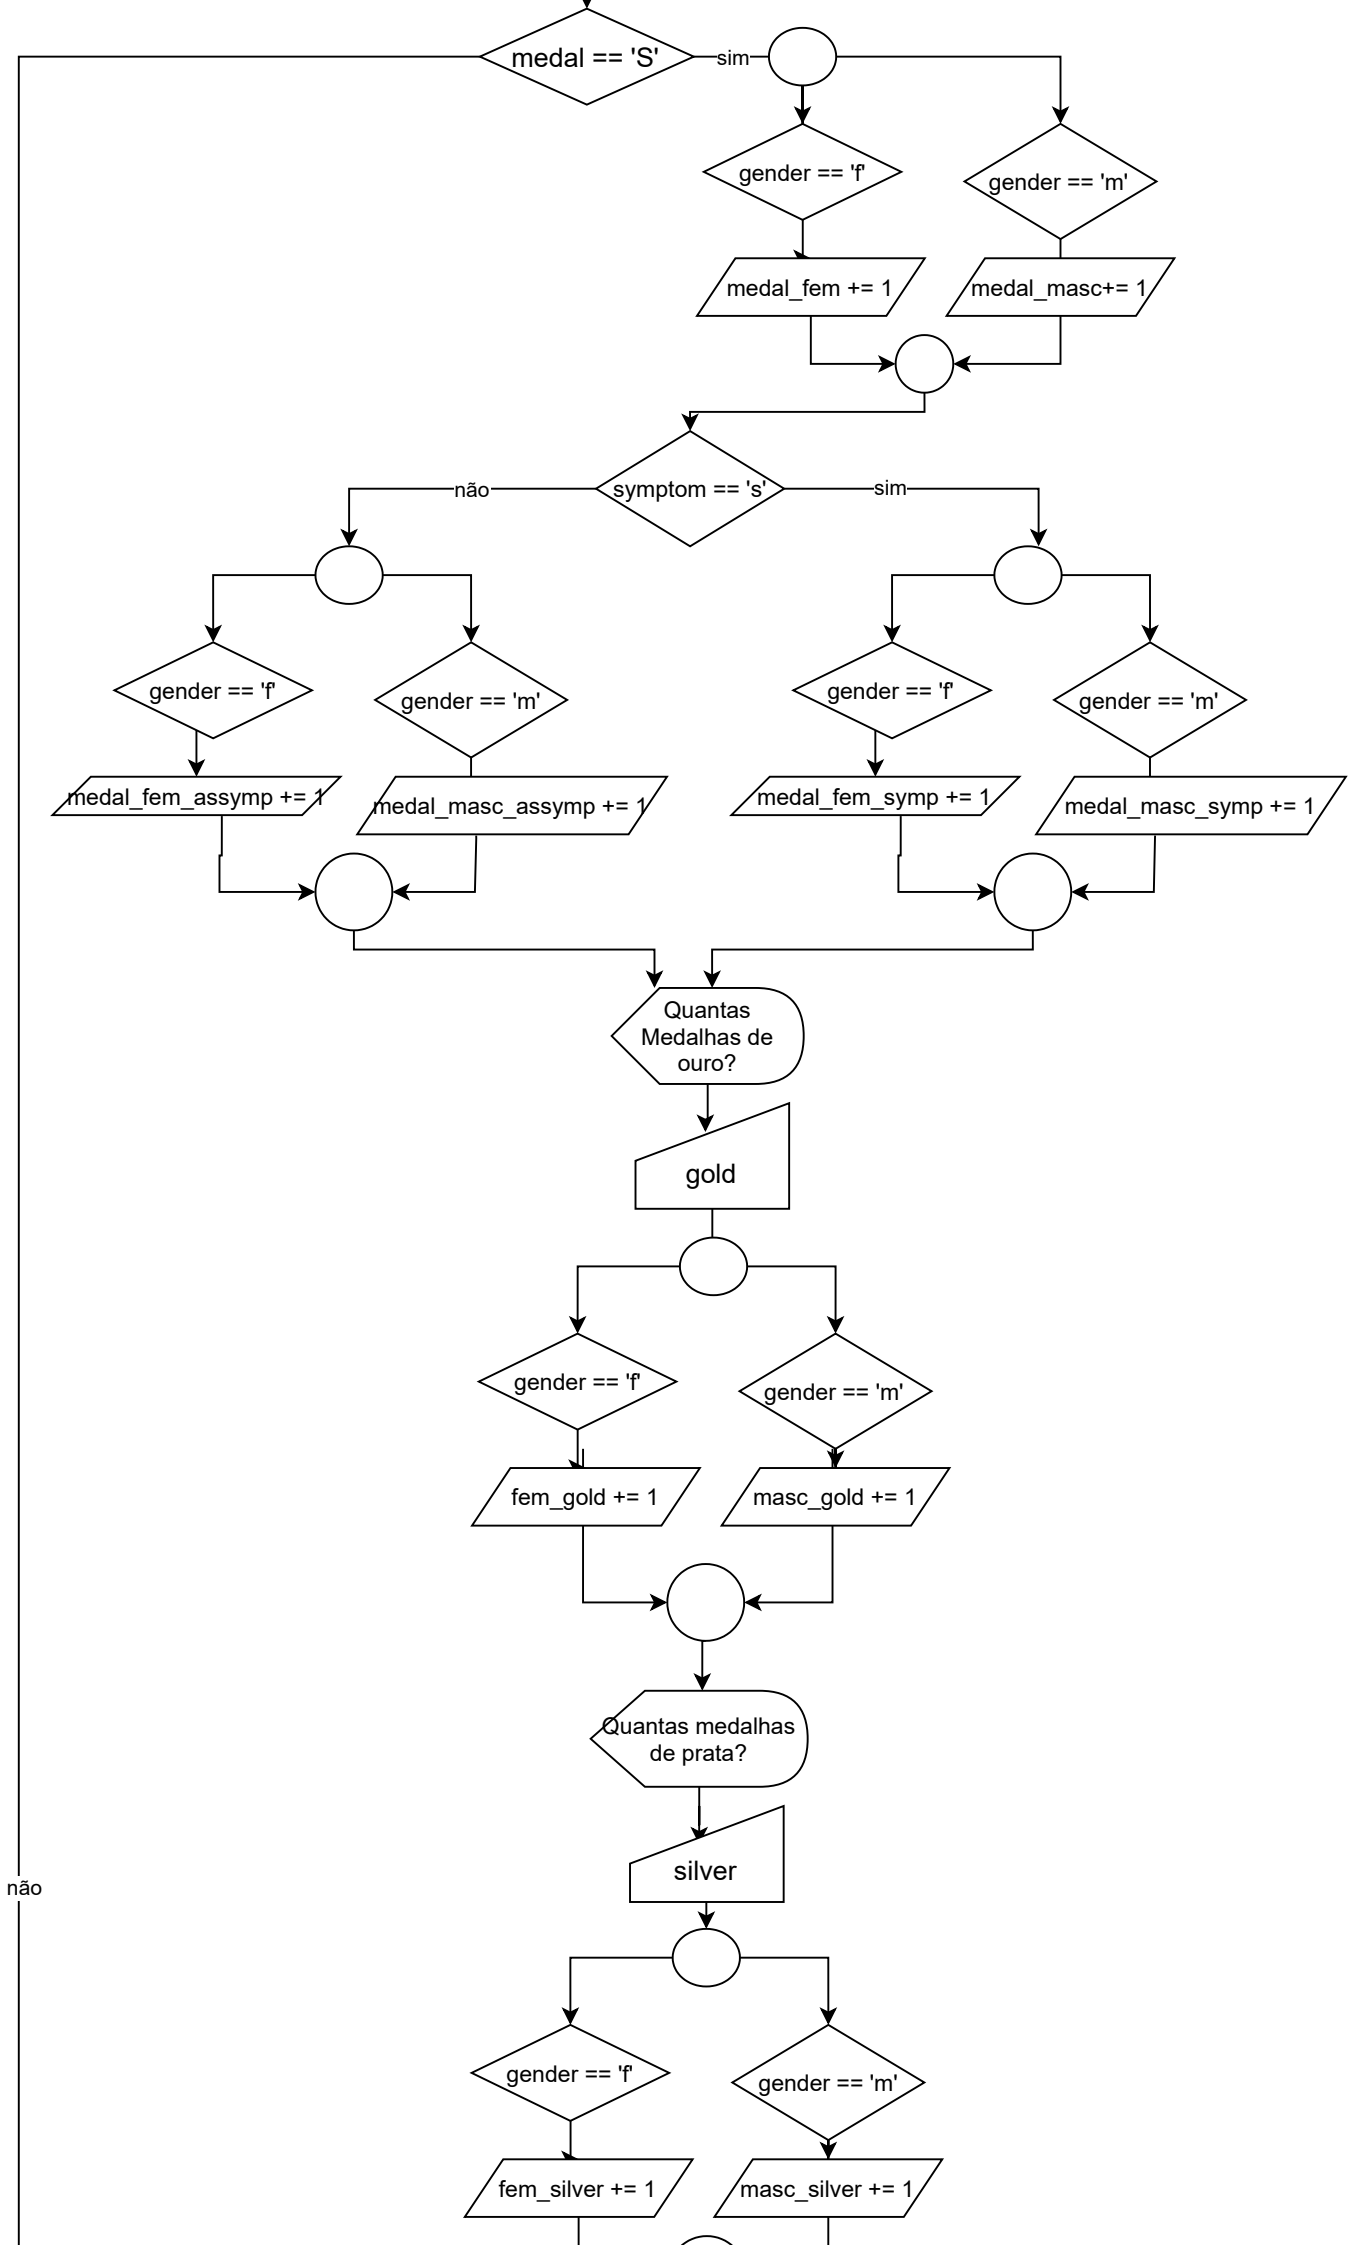 medal == 'S'
sim
gender == 'f'
gender == 'm'
medal_fem += 1
medal_masc+= 1
symptom == 's'
não
sim
gender == 'f'
gender == 'm'
gender == 'f'
gender == 'm'
medal_fem_assymp += 1
medal_masc_assymp += 1
medal_fem_symp += 1
medal_masc_symp += 1
Quantas
Medalhas de
ouro?
gold
gender == 'f'
gender == 'm'
fem_gold += 1
masc_gold += 1
Quantas medalhas
de prata?
silver
não
gender == 'f'
gender == 'm'
fem_silver += 1
masc_silver += 1